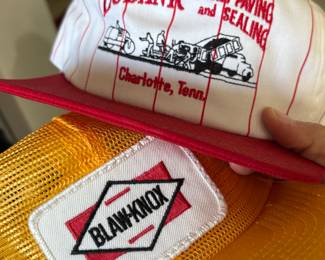 PAVING
and SEALING
Charlotte, Tenn.
BLAW-KNOX